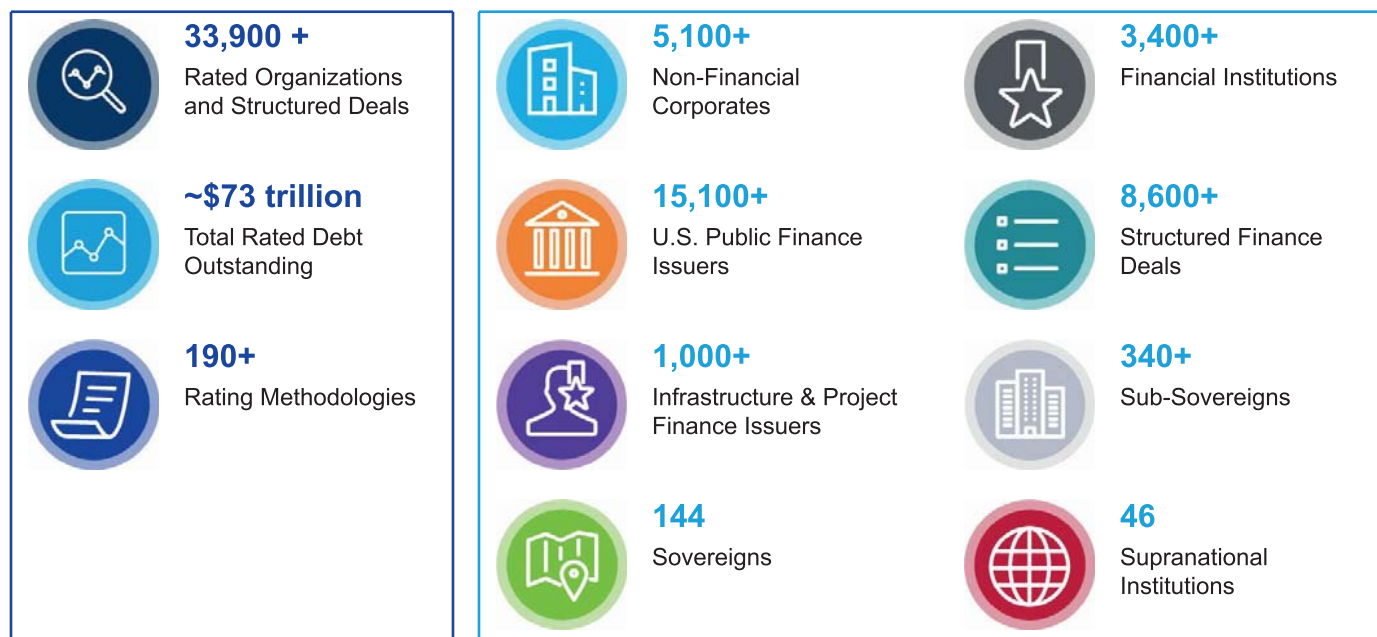 33,900 +
Rated Organizations
and Structured Deals
~$73 trillion
Total Rated Debt
Outstanding
190+
Rating Methodologies
5,100+
Non-Financial
Corporates
3,400+
Financial Institutions
15,100+
U.S. Public Finance
Issuers
8,600+
Structured Finance
Deals
1,000+
Infrastructure & Project
Finance Issuers
340+
Sub-Sovereigns
144
Sovereigns
46
Supranational
Institutions